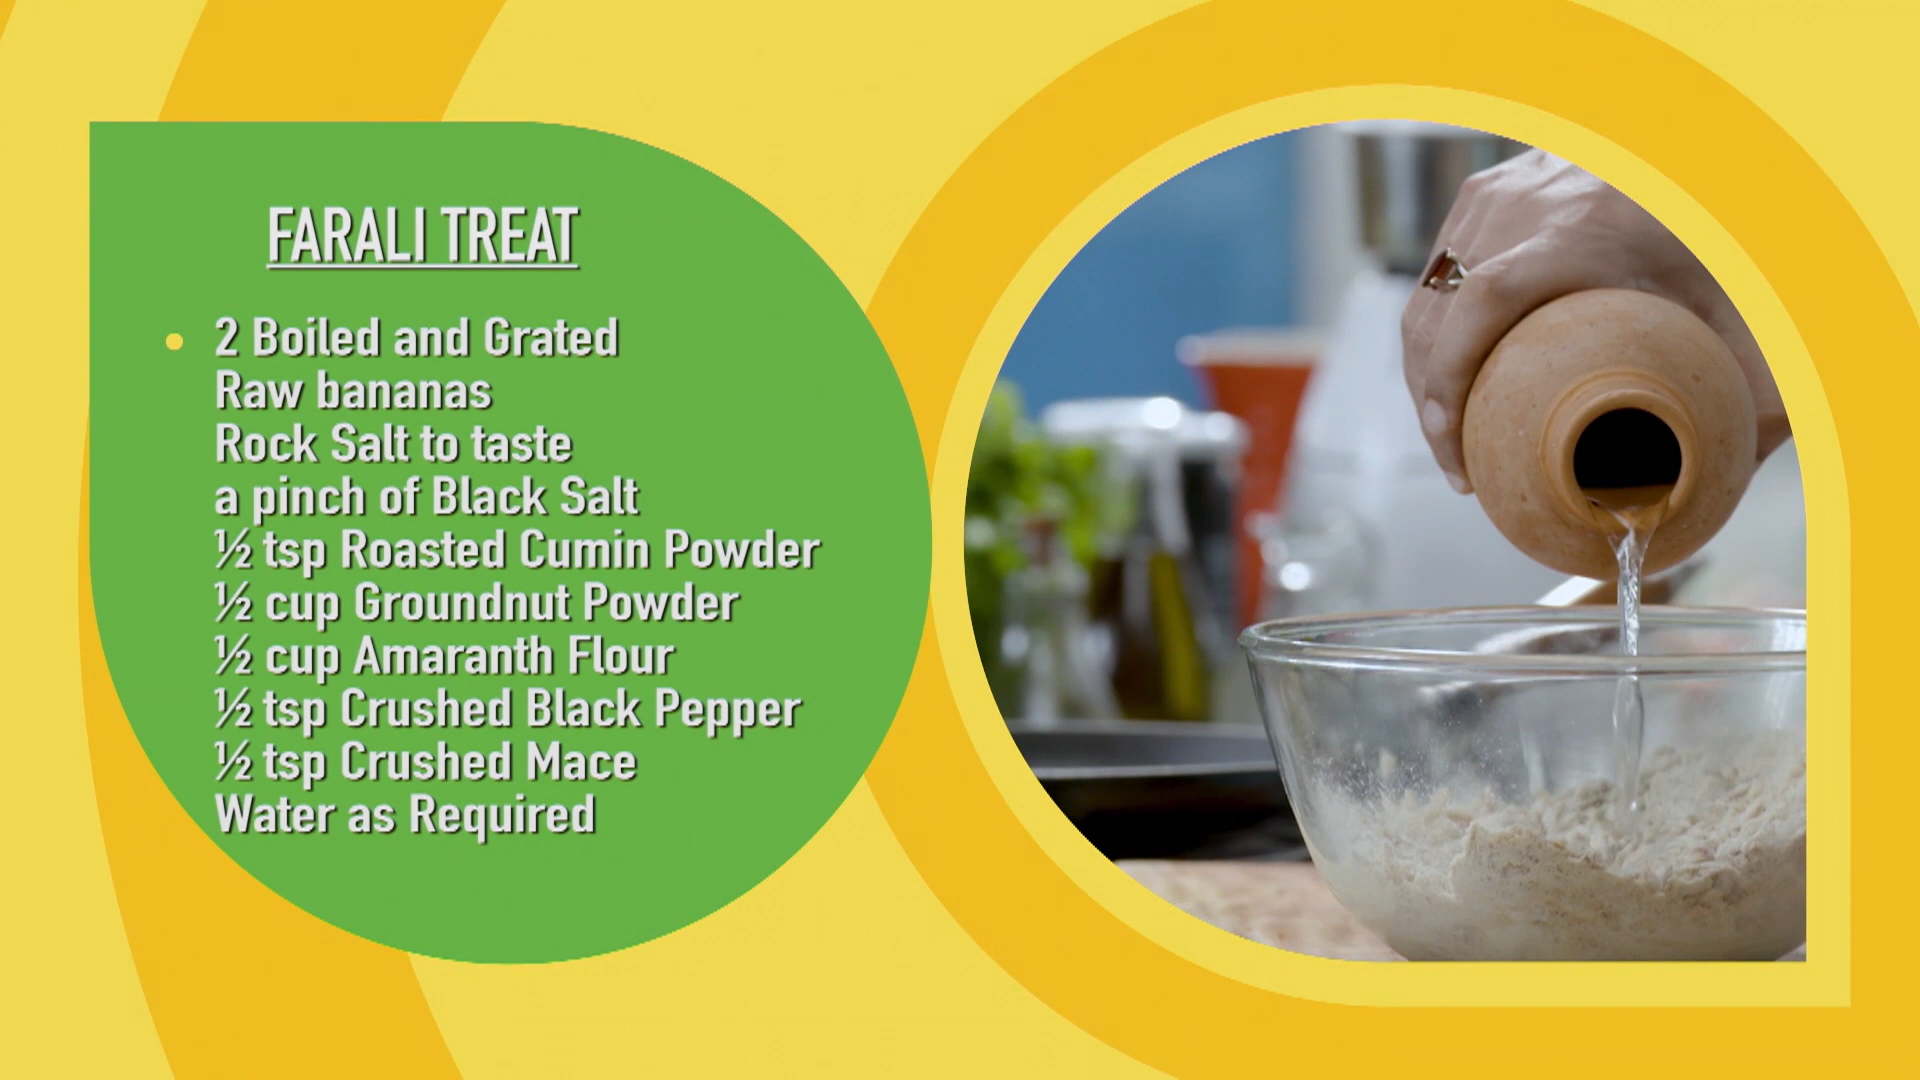 FARALI TREAT
2 Boiled and Grated
Raw bananas
Rock Salt to taste
a pinch of Black Salt
½ tsp Roasted Cumin Powder
½ cup Groundnut Powder
½ cup Amaranth Flour
½ tsp Crushed Black Pepper
½ tsp Crushed Mace
Water as Required